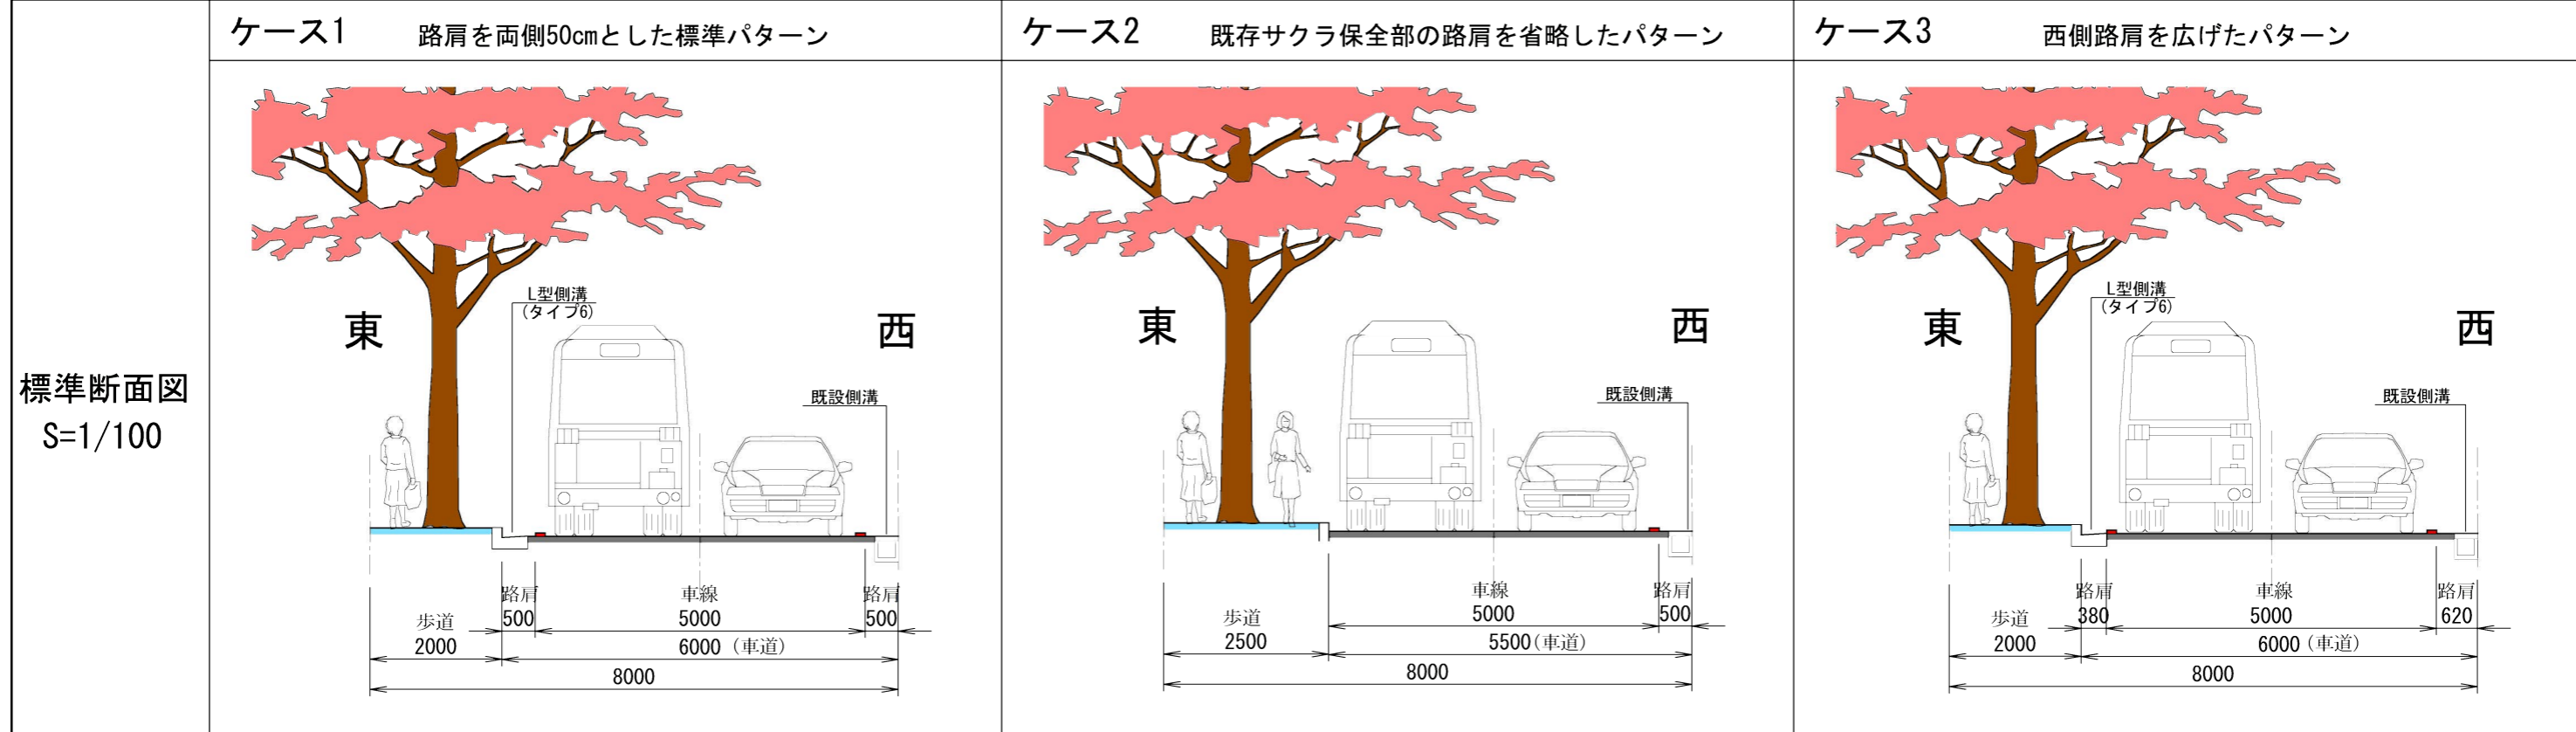 標準断面図
S=1/100
ケース1 路肩を両側50cmとした標準パターン
東
西
L型側溝
(タイプ6)
既設側溝
路肩 車線 路肩
歩道 500 5000 500
2000 6000 (車道)
8000
ケース2 既存サクラ保全部の路肩を省略したパターン
東
西
既設側溝
車線 路肩
歩道 5000 500
2500 5500(車道)
8000
ケース3 西側路肩を広げたパターン
東
西
L型側溝
(タイプ6)
既設側溝
路肩 車線 路肩
歩道 380 5000 620
2000 6000 (車道)
8000